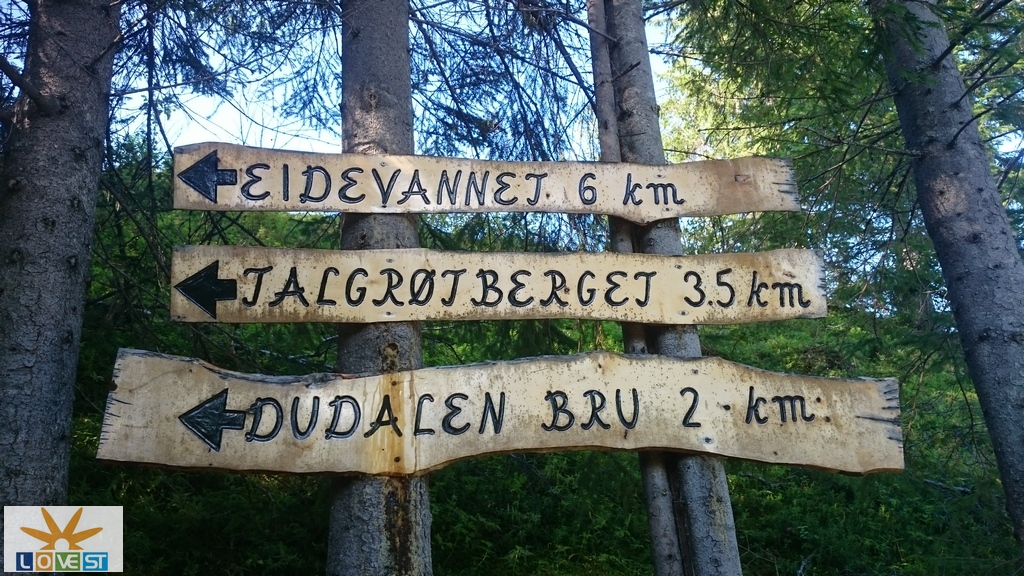 EIDEVANNET 6 km
TALGRØTBERGET 3.5 km
DUDALEN BRU 2 km
LOVEST